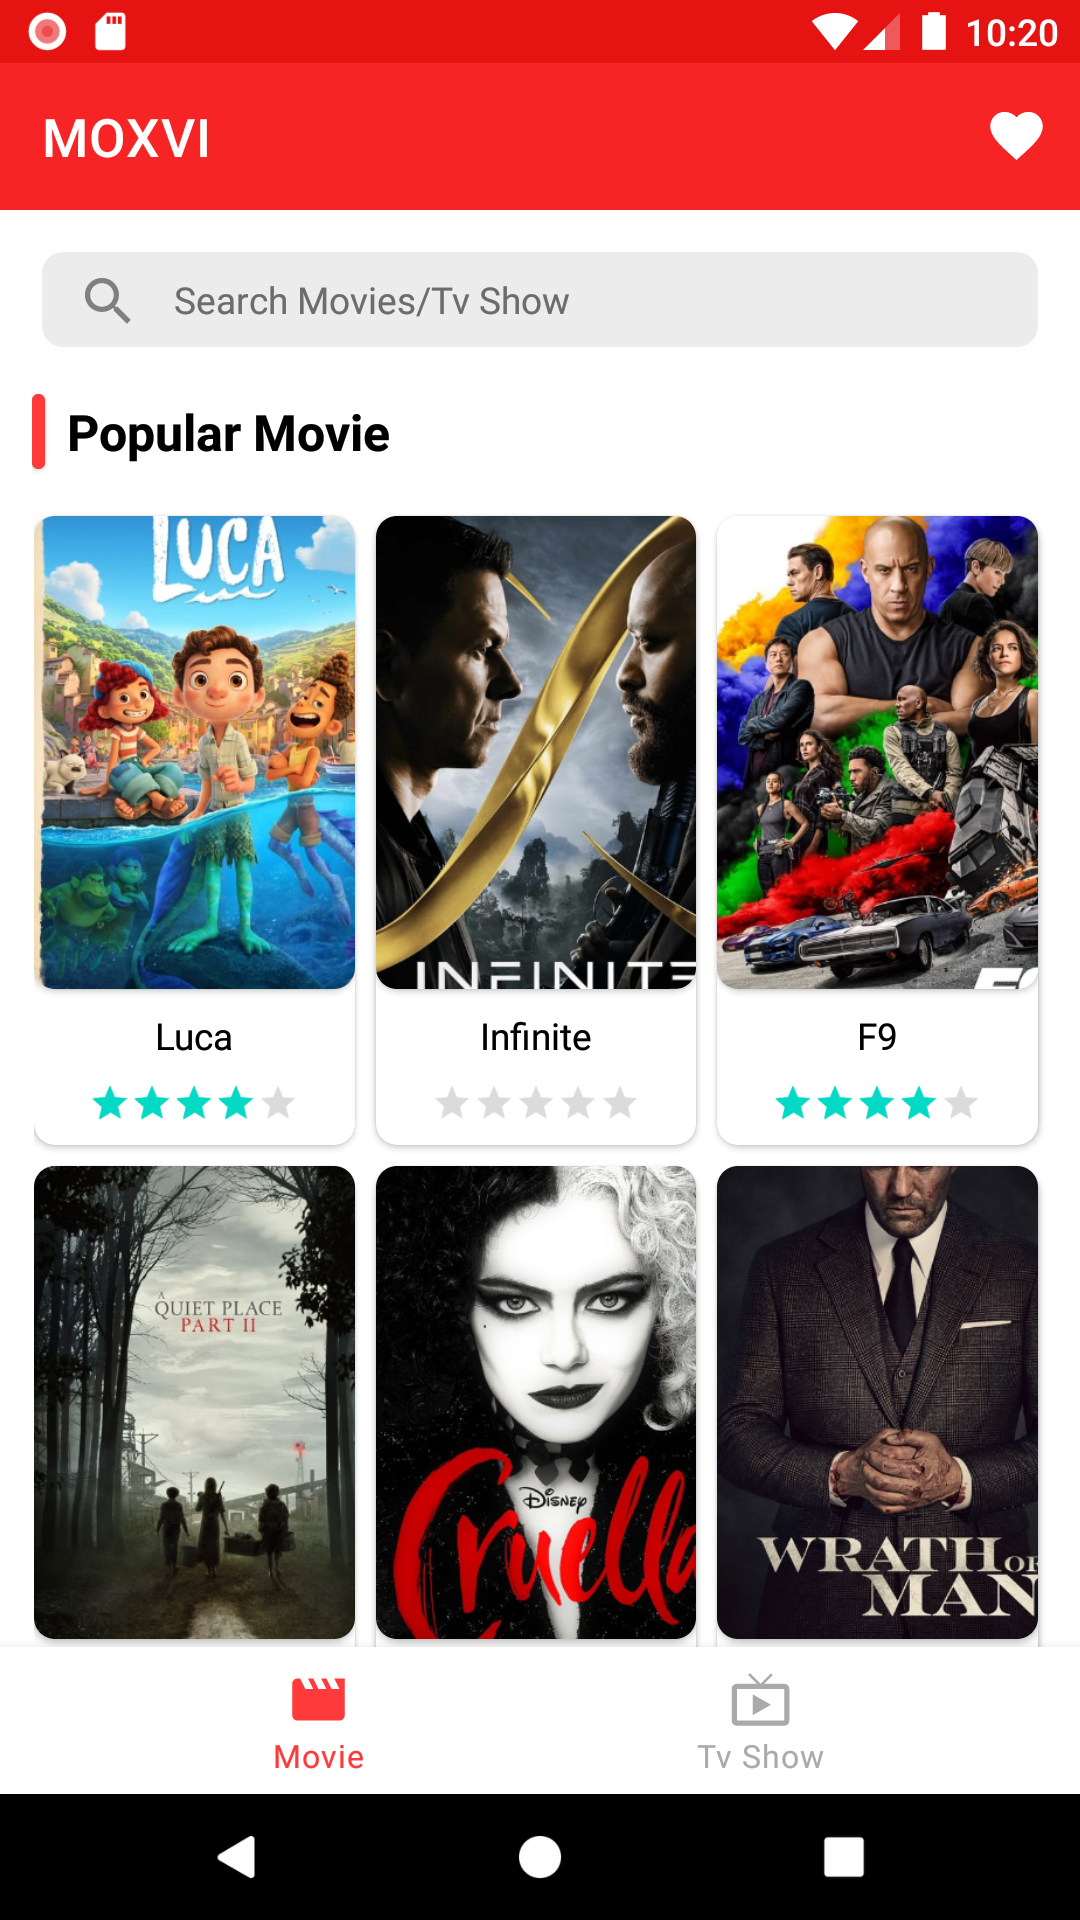 10:20
MOXVI
Search Movies/Tv Show
Popular Movie
LUCA
INFINITE
F9
Luca
Infinite
F9
A
QUIET PLACE
PART II
DISNEY
Cruella
WRATH OF
MAN
Movie
Tv Show